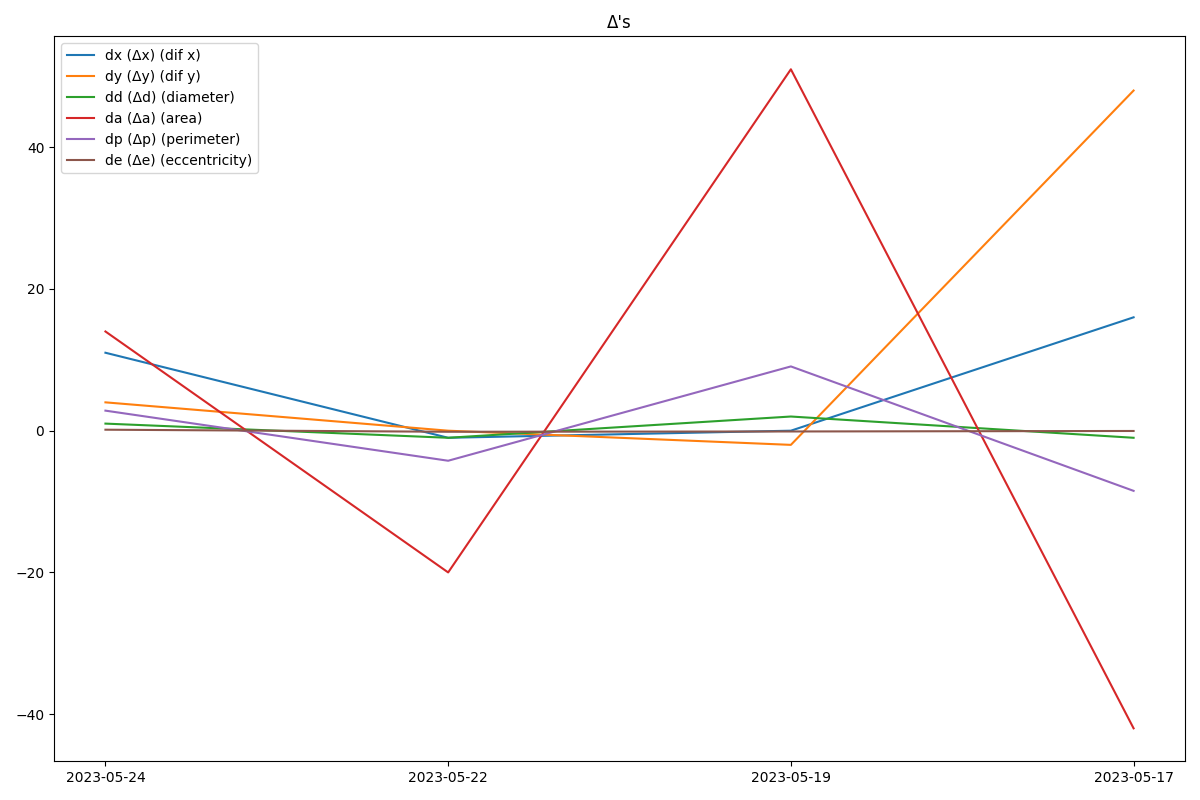 Δ's
dx (Δx) (dif x)
dy (Δy) (dif y)
dd (Δd) (diameter)
da (Δa) (area)
dp (Δp) (perimeter)
de (Δe) (eccentricity)
40
20
0
−20
−40
2023-05-24 2023-05-22 2023-05-19 2023-05-17